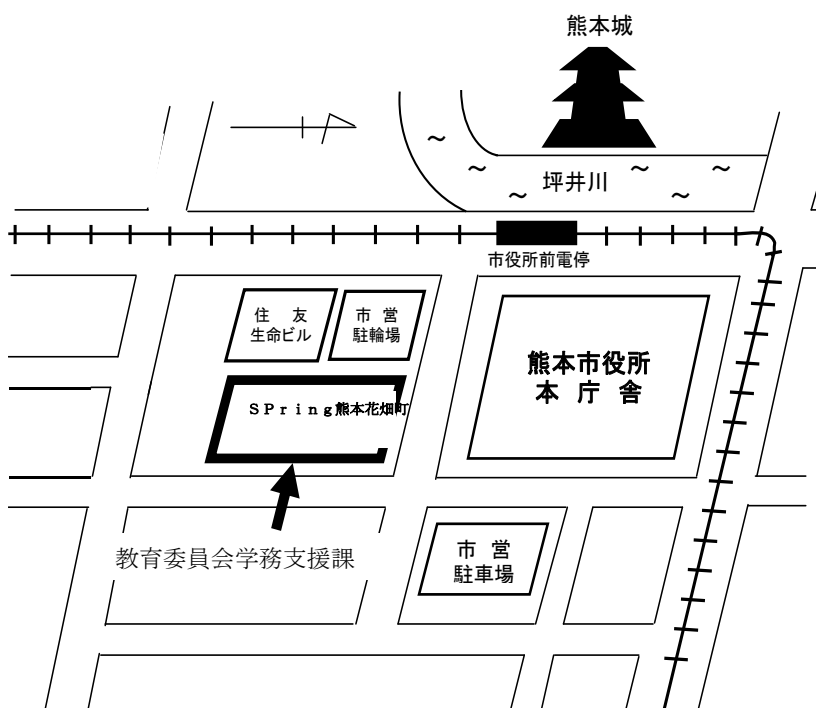 熊本城
坪井川
市役所前電停
住 友
生命ビル
市 営
駐輪場
熊本市役所
本 庁 舎
SPring熊本花畑町
教育委員会学務支援課
市 営
駐車場